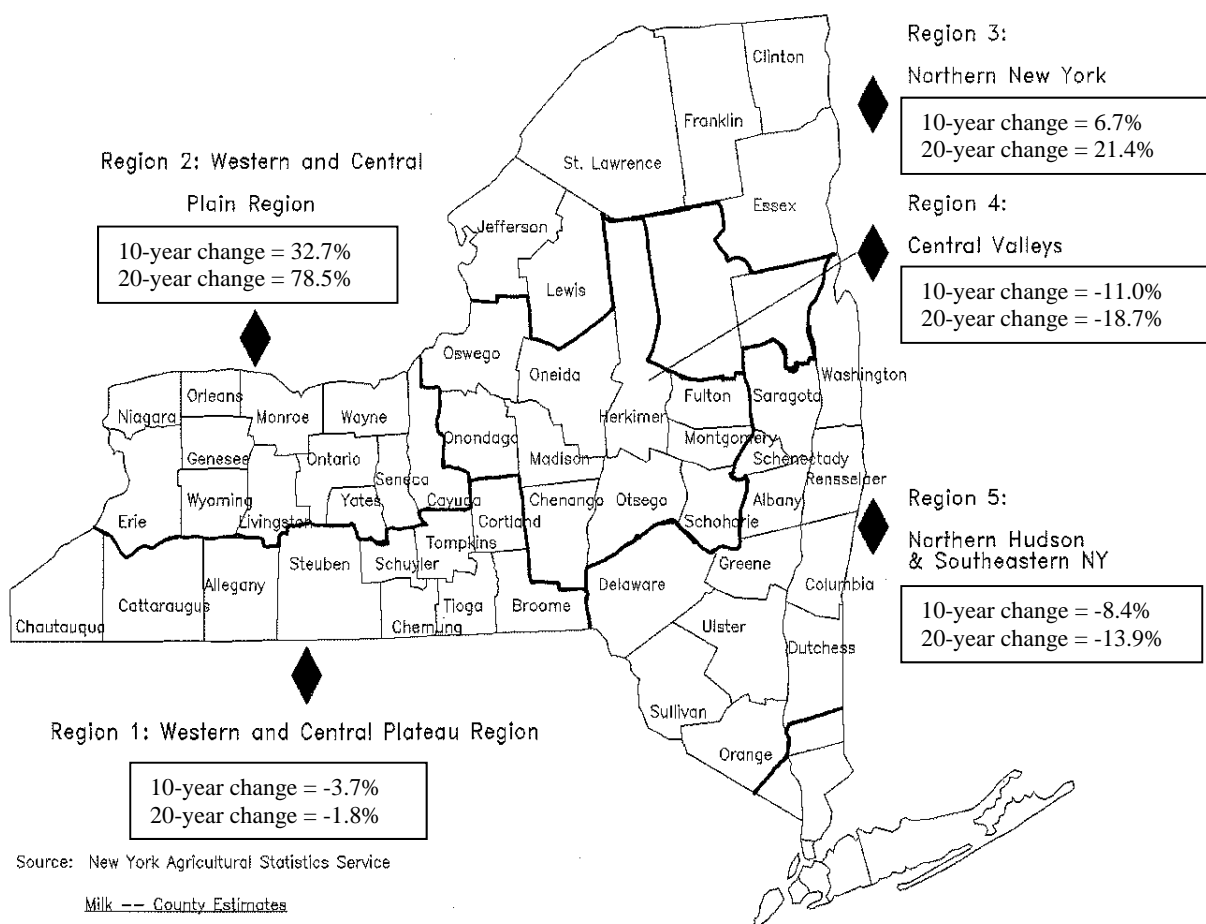 Region 3:
Northern New York
10-year change = 6.7%
20-year change = 21.4%
Region 4:
Central Valleys
10-year change = -11.0%
20-year change = -18.7%
Region 5:
Northern Hudson
& Southeastern NY
10-year change = -8.4%
20-year change = -13.9%
Region 2: Western and Central
Plain Region
10-year change = 32.7%
20-year change = 78.5%
Clinton
Franklin
St. Lawrence
Essex
Jefferson
Lewis
Oswego
Oneida
Herkimer
Fulton
Saratoga
Washington
Niagara
Orleans
Monroe
Wayne
Onondaga
Madison
Montgomery
Schenectady
Rensselaer
Genesee
Ontario
Seneca
Cayuga
Wyoming
Livingston
Yates
Erie
Chenango
Otsego
Schoharie
Albany
Cortland
Tompkins
Schuyler
Steuben
Allegany
Cattaraugus
Chautauqua
Chemung
Tioga
Broome
Delaware
Greene
Columbia
Ulster
Dutchess
Sullivan
Orange
Region 1: Western and Central Plateau Region
10-year change = -3.7%
20-year change = -1.8%
Source: New York Agricultural Statistics Service
Milk -- County Estimates